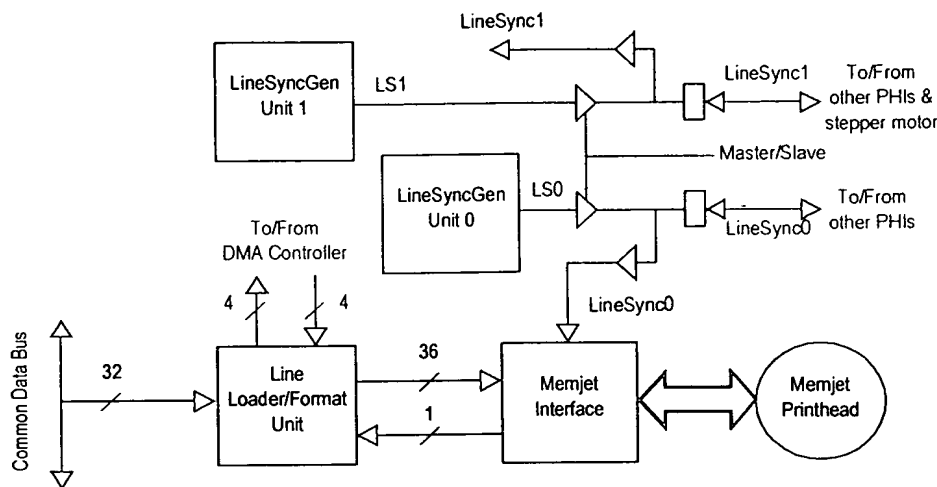 LineSync1
LineSyncGen
Unit 1
LS1
LineSync1
To/From
other PHIs &
stepper motor
Master/Slave
LineSyncGen
Unit 0
LS0
LineSync0
To/From
other PHIs
To/From
DMA Controller
4
4
LineSync0
Common Data Bus
32
Line
Loader/Format
Unit
36
1
Memjet
Interface
Memjet
Printhead